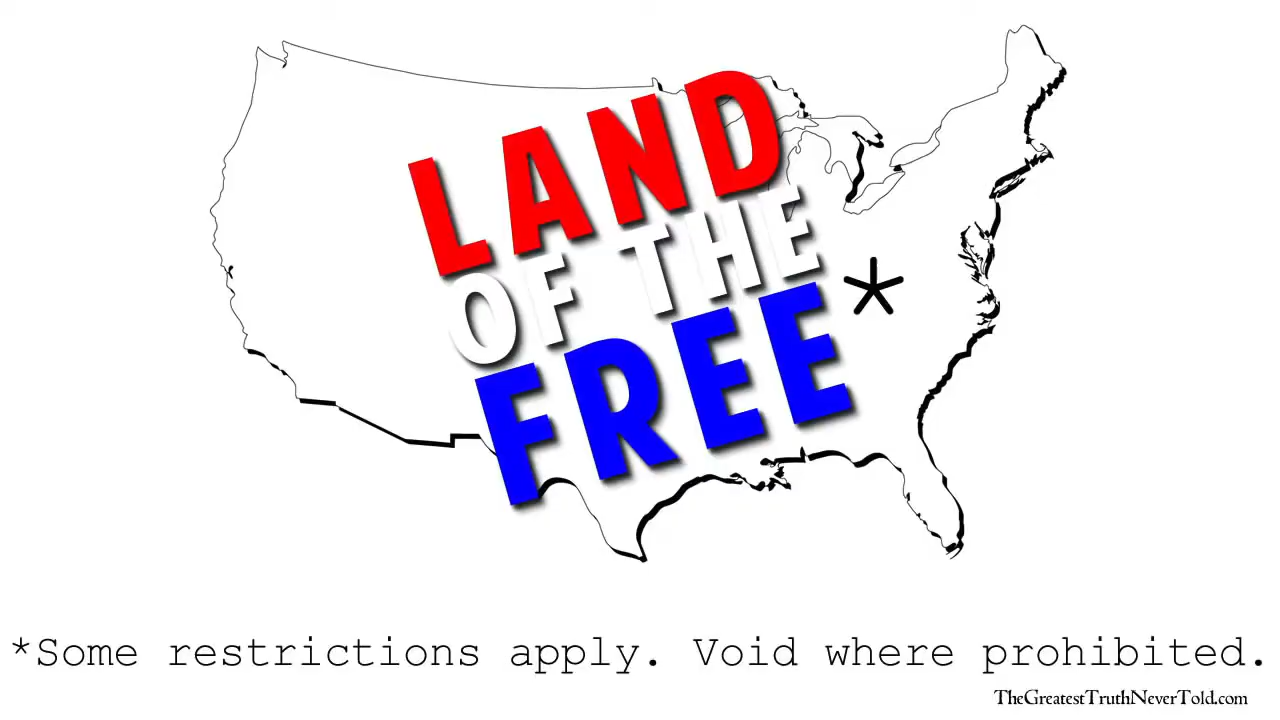 LAND
OF THE
FREE*
*Some restrictions apply. Void where prohibited.
TheGreatestTruthNeverTold.com